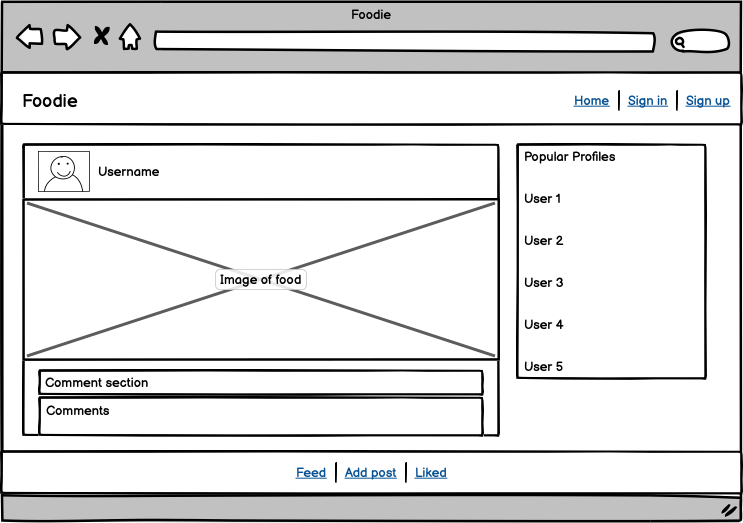 Foodie
Foodie
Home | Sign in | Sign up
Username
Image of food
Comment section
Comments
Popular Profiles
User 1
User 2
User 3
User 4
User 5
Feed | Add post | Liked